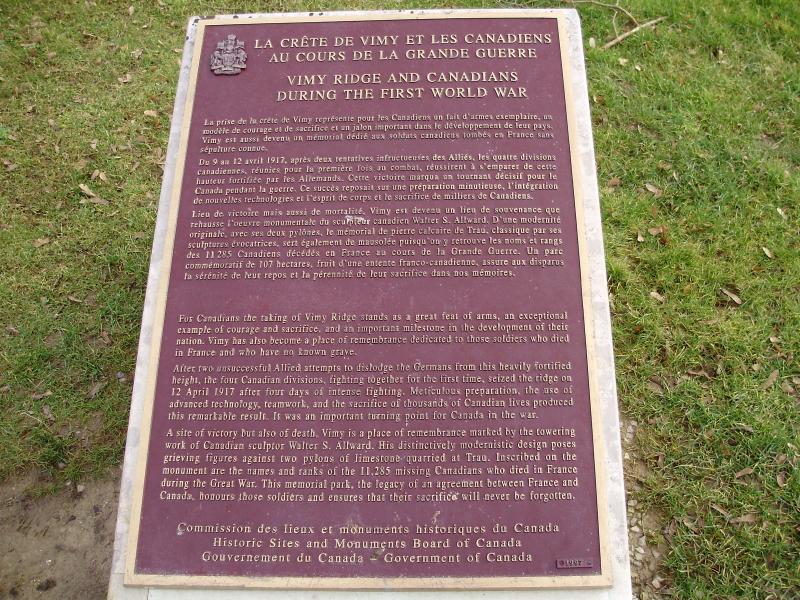 LA CRÊTE DE VIMY ET LES CANADIENS
AU COURS DE LA GRANDE GUERRE
VIMY RIDGE AND CANADIANS
DURING THE FIRST WORLD WAR
La prise de la crête de Vimy représente pour les Canadiens un fait d'armes exemplaire, un
modèle de courage et de sacrifice et un jalon important dans le développement de leur pays.
Vimy est aussi devenu un mémorial dédié aux soldats canadiens tombés en France sans
sépulture connue.
Du 9 au 12 avril 1917, après deux tentatives infructueuses des Alliés, les quatre divisions
canadiennes, réunies pour la première fois au combat, réussirent à s'emparer de cette
hauteur fortifiée par les Allemands. Cette victoire marqua un tournant décisif pour le
Canada pendant la guerre. Ce succès reposait sur une préparation minutieuse, l'intégration
de nouvelles technologies et l'esprit de corps et le sacrifice de milliers de Canadiens.
Lieu de victoire mais aussi de mortalité, Vimy est devenu un lieu de souvenance que
rehausse l'oeuvre monumentale du sculpteur canadien Walter S. Allward. D'une modernité
originale, avec ses deux pylônes, le mémorial de pierre calcaire de Trau, classique par ses
sculptures évocatrices, sert également de mausolée puisqu'on y retrouve les noms et rangs
des 11 285 Canadiens décédés en France au cours de la Grande Guerre. Un parc
commémoratif de 107 hectares, fruit d'une entente franco-canadienne, assure aux disparus
la sérénité de leur repos et la pérennité de leur sacrifice dans nos mémoires.
For Canadians the taking of Vimy Ridge stands as a great feat of arms, an exceptional
example of courage and sacrifice, and an important milestone in the development of their
nation. Vimy has also become a place of remembrance dedicated to those soldiers who died
in France and who have no known grave.
After two unsuccessful Allied attempts to dislodge the Germans from this heavily fortified
height, the four Canadian divisions, fighting together for the first time, seized the ridge on
12 April 1917 after four days of intense fighting. Meticulous preparation, the use of
advanced technology, teamwork, and the sacrifice of thousands of Canadian lives produced
this remarkable result. It was an important turning point for Canada in the war.
A site of victory but also of death, Vimy is a place of remembrance marked by the towering
work of Canadian sculptor Walter S. Allward. His distinctively modernistic design poses
grieving figures against two pylons of limestone quarried at Trau. Inscribed on the
monument are the names and ranks of the 11,285 missing Canadians who died in France
during the Great War. This memorial park, the legacy of an agreement between France and
Canada, honours those soldiers and ensures that their sacrifice will never be forgotten.
Commission des lieux et monuments historiques du Canada
Historic Sites and Monuments Board of Canada
Gouvernement du Canada – Government of Canada
1997